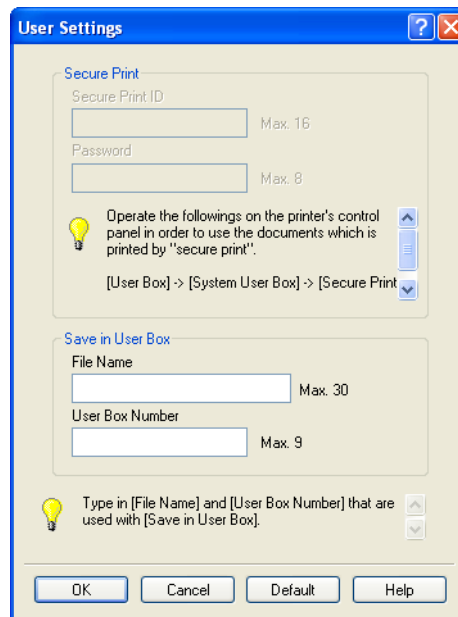 User Settings
Secure Print
Secure Print ID
Max. 16
Password
Max. 8
Operate the followings on the printer's control
panel in order to use the documents which is
printed by "secure print".
[User Box] -> [System User Box] -> [Secure Print
Save in User Box
File Name
Max. 30
User Box Number
Max. 9
Type in [File Name] and [User Box Number] that are
used with [Save in User Box].
OK Cancel Default Help